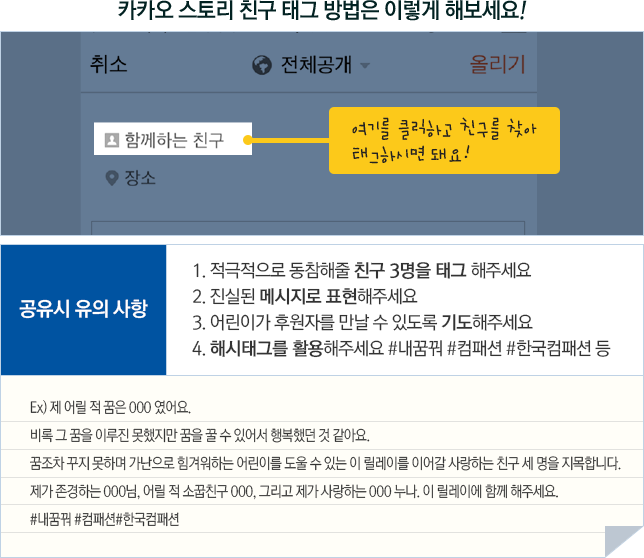 카카오 스토리 친구 태그 방법은 이렇게 해보세요!
취소 전체공개 올리기
함께하는 친구
여기를 클릭하고 친구를 찾아
태그하시면 돼요!
장소
공유시 유의 사항
1. 적극적으로 동참해줄 친구 3명을 태그 해주세요
2. 진실된 메시지로 표현해주세요
3. 어린이가 후원자를 만날 수 있도록 기도해주세요
4. 해시태그를 활용해주세요 #내꿈꿔 #컴패션 #한국컴패션 등
Ex) 제 어릴 적 꿈은 000 였어요.
비록 그 꿈을 이루진 못했지만 꿈을 꿀 수 있어서 행복했던 것 같아요.
꿈조차 꾸지 못하며 가난으로 힘겨워하는 어린이를 도울 수 있는 이 릴레이를 이어갈 사랑하는 친구 세 명을 지목합니다.
제가 존경하는 000님, 어릴 적 소꿉친구 000, 그리고 제가 사랑하는 000 누나. 이 릴레이에 함께 해주세요.
#내꿈꿔 #컴패션#한국컴패션